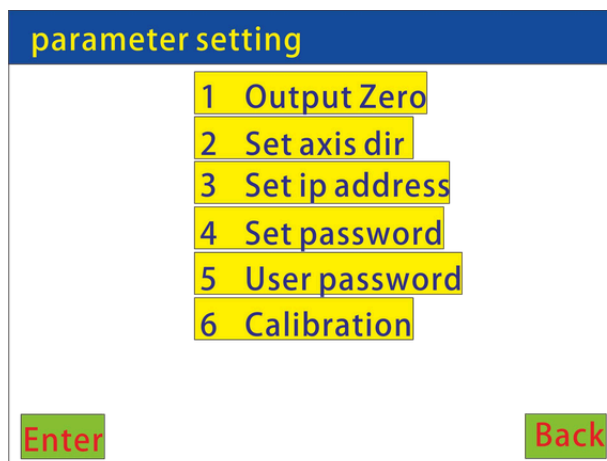 parameter setting
1 Output Zero
2 Set axis dir
3 Set ip address
4 Set password
5 User password
6 Calibration
Enter Back